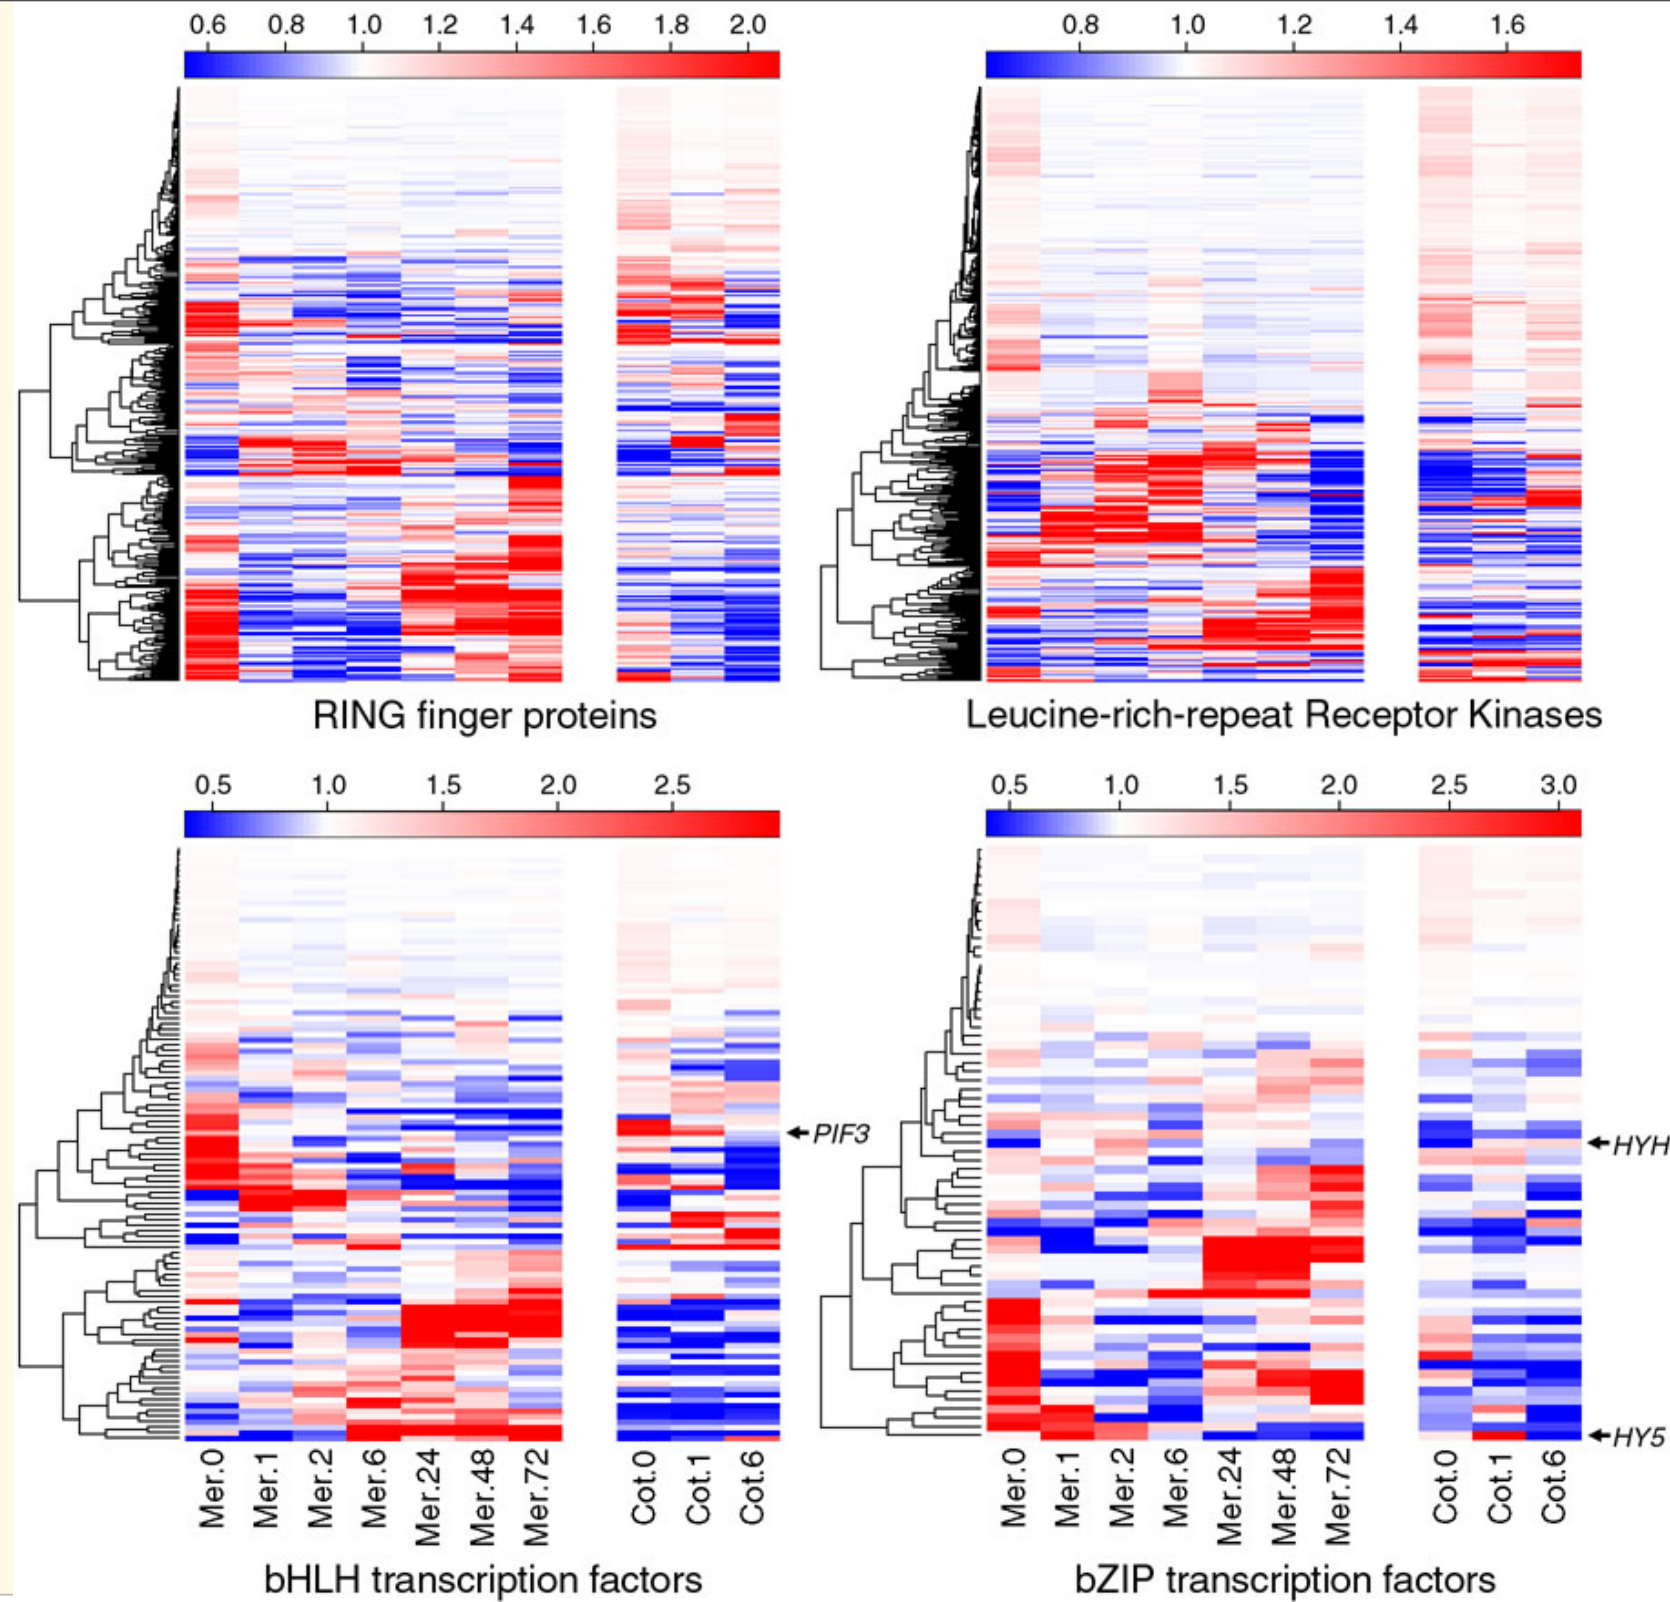 0.6 0.8 1.0 1.2 1.4 1.6 1.8 2.0
0.8 1.0 1.2 1.4 1.6
RING finger proteins
Leucine-rich-repeat Receptor Kinases
0.5 1.0 1.5 2.0 2.5
0.5 1.0 1.5 2.0 2.5 3.0
PIF3
HYH
HY5
Mer.0 Mer.1 Mer.2 Mer.6 Mer.24 Mer.48 Mer.72 Cot.0 Cot.1 Cot.6
Mer.0 Mer.1 Mer.2 Mer.6 Mer.24 Mer.48 Mer.72 Cot.0 Cot.1 Cot.6
bHLH transcription factors
bZIP transcription factors